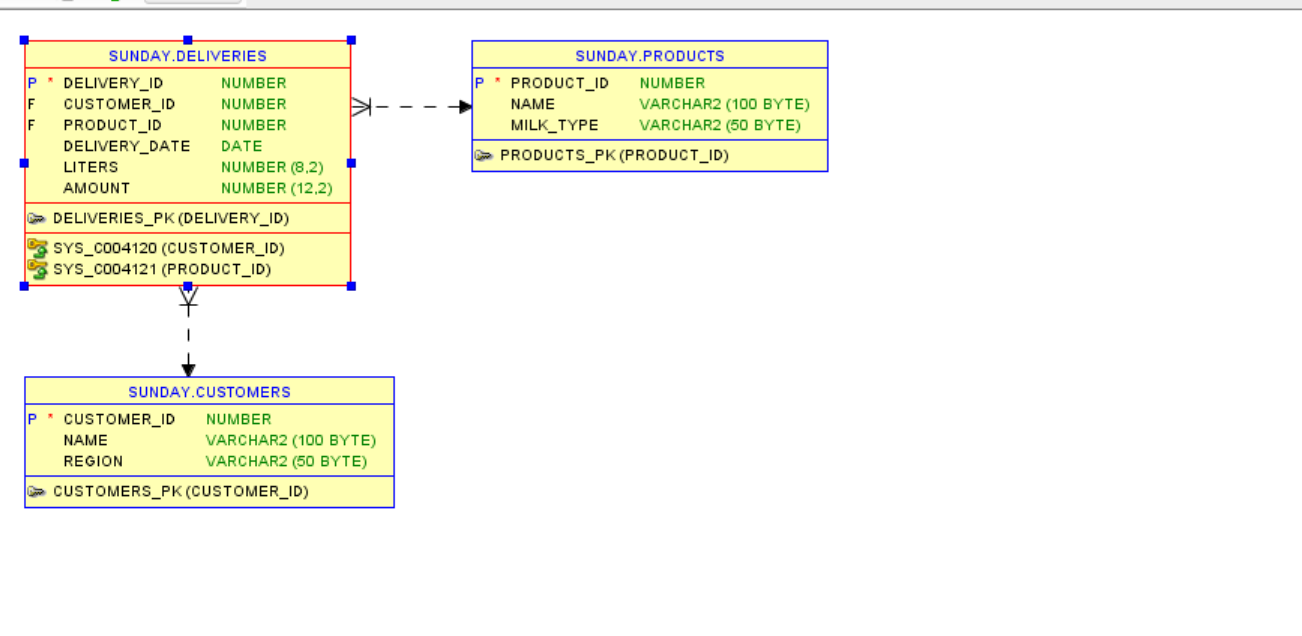 SUNDAY.DELIVERIES
P * DELIVERY_ID NUMBER
F CUSTOMER_ID NUMBER
F PRODUCT_ID NUMBER
DELIVERY_DATE DATE
LITERS NUMBER (8,2)
AMOUNT NUMBER (12,2)
DELIVERIES_PK (DELIVERY_ID)
SYS_C004120 (CUSTOMER_ID)
SYS_C004121 (PRODUCT_ID)
SUNDAY.PRODUCTS
P * PRODUCT_ID NUMBER
NAME VARCHAR2 (100 BYTE)
MILK_TYPE VARCHAR2 (50 BYTE)
PRODUCTS_PK (PRODUCT_ID)
SUNDAY.CUSTOMERS
P * CUSTOMER_ID NUMBER
NAME VARCHAR2 (100 BYTE)
REGION VARCHAR2 (50 BYTE)
CUSTOMERS_PK (CUSTOMER_ID)